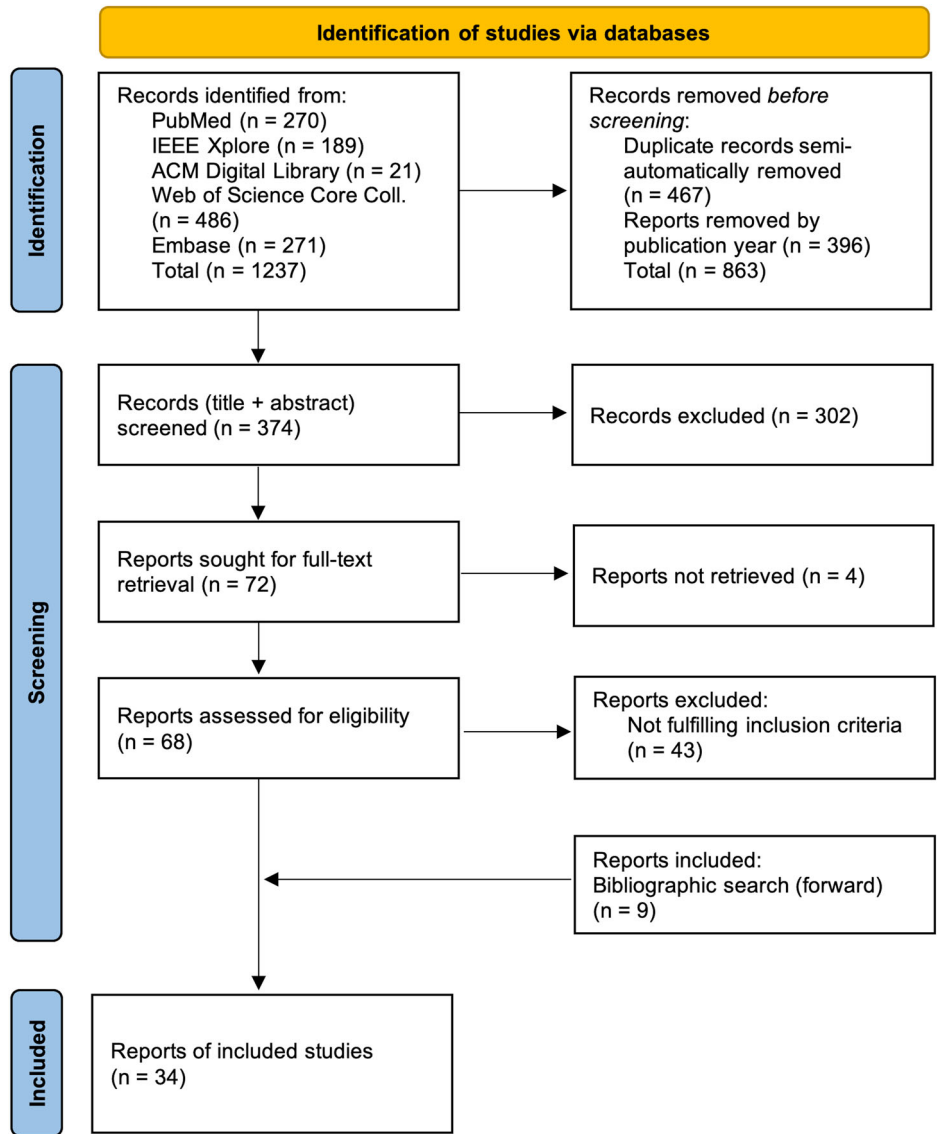 Identification of studies via databases
Identification
Records identified from:
PubMed (n = 270)
IEEE Xplore (n = 189)
ACM Digital Library (n = 21)
Web of Science Core Coll.
(n = 486)
Embase (n = 271)
Total (n = 1237)
Records removed before
screening:
Duplicate records semi-
automatically removed
(n = 467)
Reports removed by
publication year (n = 396)
Total (n = 863)
Screening
Records (title + abstract)
screened (n = 374)
Records excluded (n = 302)
Reports sought for full-text
retrieval (n = 72)
Reports not retrieved (n = 4)
Reports assessed for eligibility
(n = 68)
Reports excluded:
Not fulfilling inclusion criteria
(n = 43)
Reports included:
Bibliographic search (forward)
(n = 9)
Included
Reports of included studies
(n = 34)